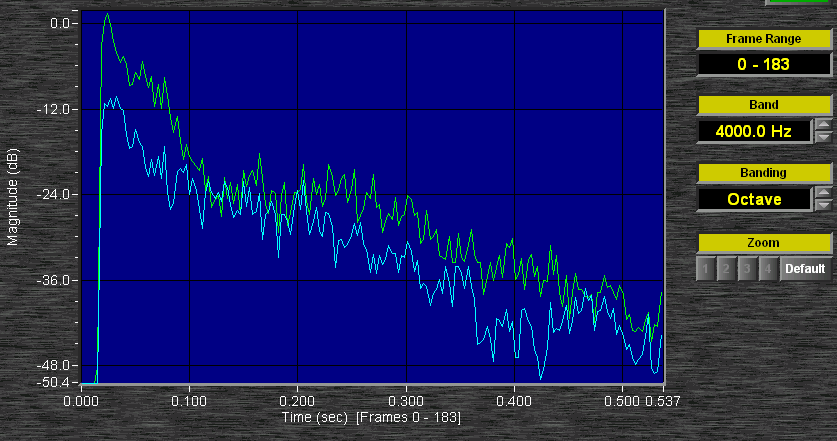 0.0
-12.0
-24.0
-36.0
-48.0
-50.4
Magnitude (dB)
0.000 0.100 0.200 0.300 0.400 0.500 0.537
Time (sec) [Frames 0 - 183]
Frame Range
0 - 183
Band
4000.0 Hz
Banding
Octave
Zoom
1 2 3 4 Default